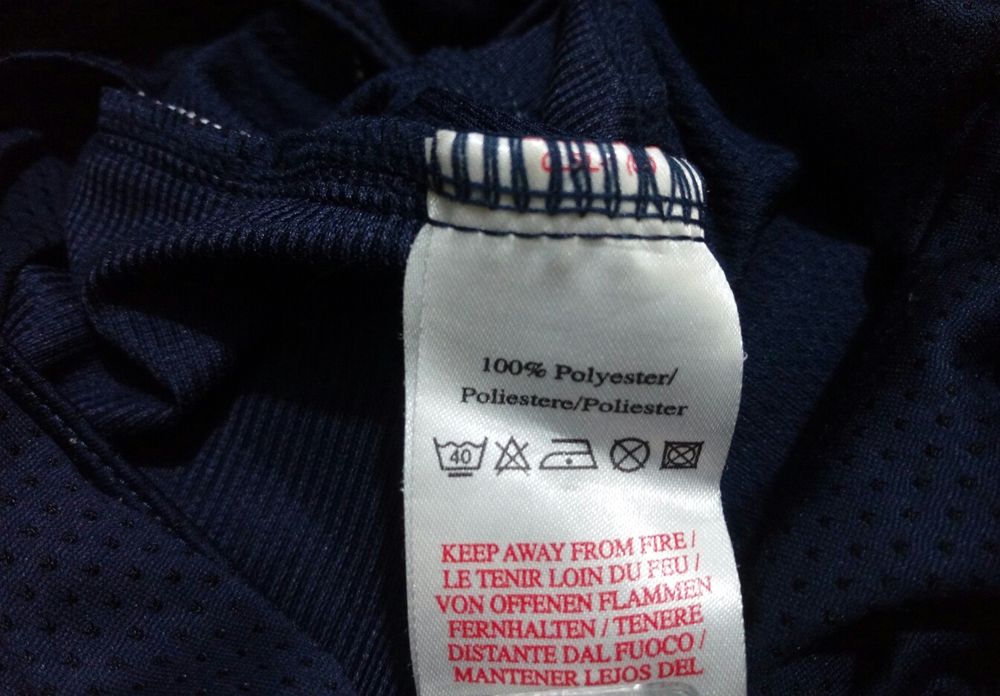 100% Polyester/
Poliestere/Poliester
40
KEEP AWAY FROM FIRE /
LE TENIR LOIN DU FEU /
VON OFFENEN FLAMMEN
FERNHALTEN / TENERE
DISTANTE DAL FUOCO /
MANTENER LEJOS DEL